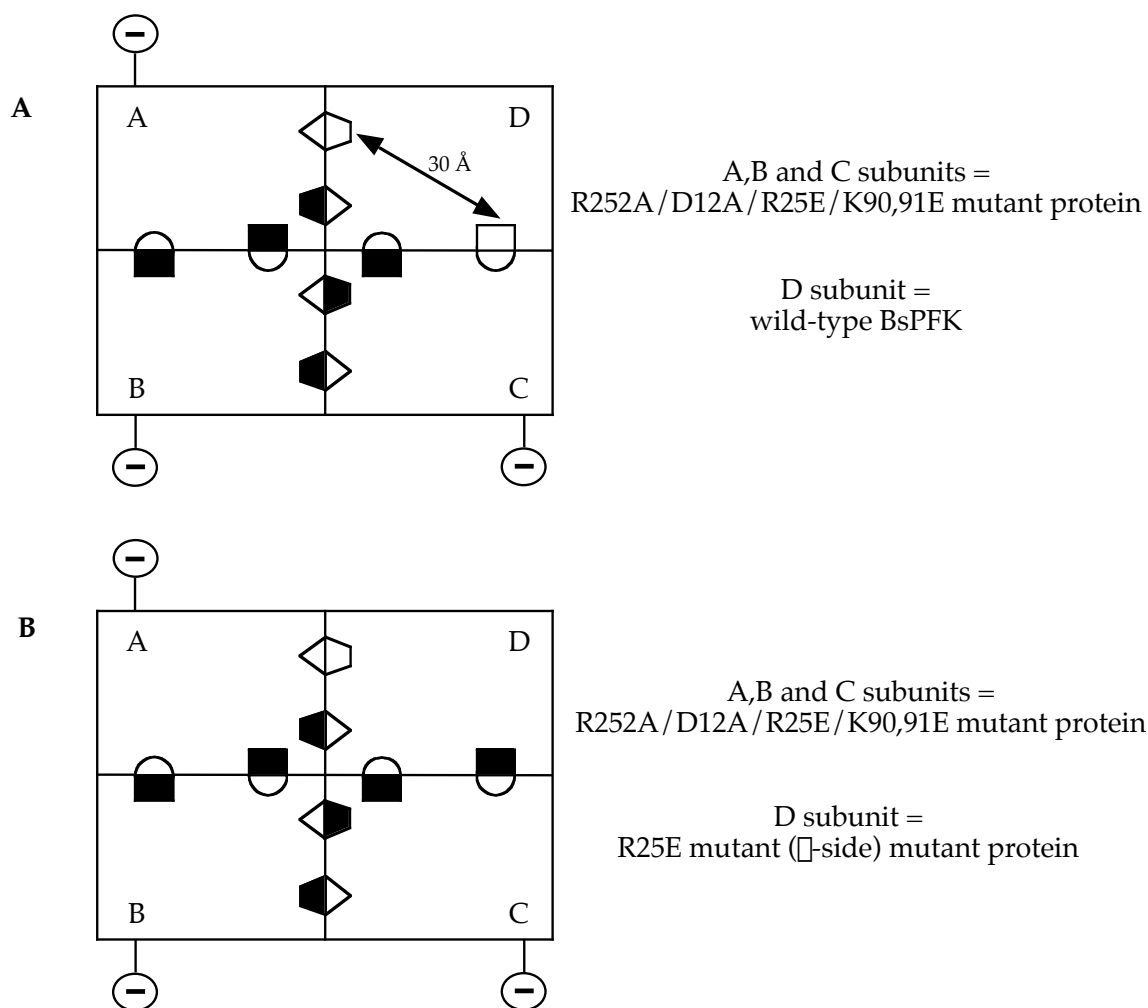 A
A
D
30 Å
B
C
A,B and C subunits =
R252A/D12A/R25E/K90,91E mutant protein
D subunit =
wild-type BsPFK
B
A
D
B
C
A,B and C subunits =
R252A/D12A/R25E/K90,91E mutant protein
D subunit =
R25E mutant (▯-side) mutant protein